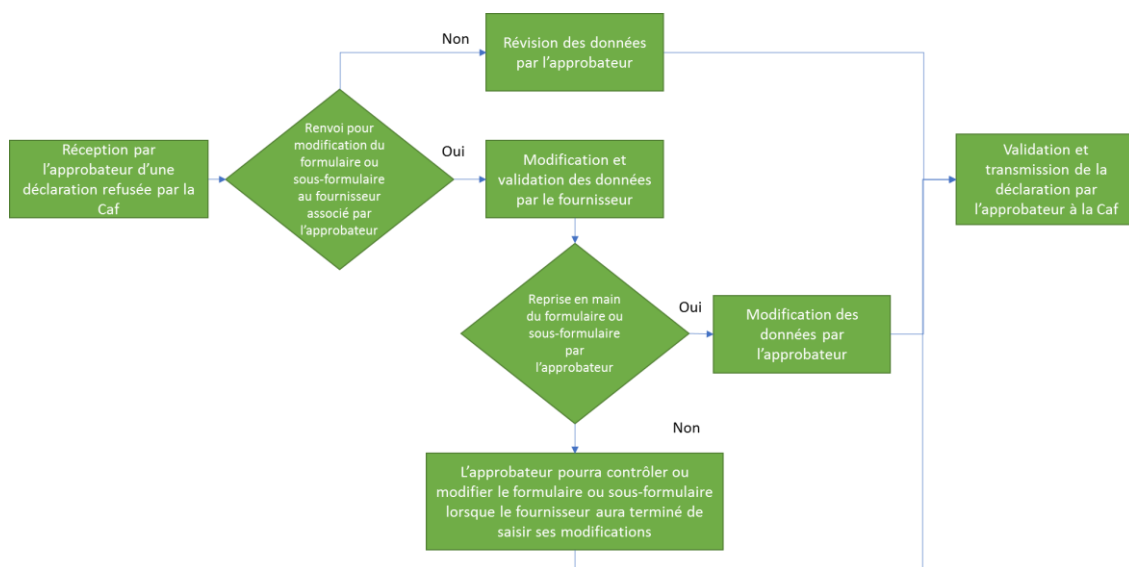 Non
Révision des données
par l'approbateur
Réception par
l'approbateur d'une
déclaration refusée par la
Caf
Renvoi pour
modification du
formulaire ou
sous-formulaire
au fournisseur
associé par
l'approbateur
Oui
Modification et
validation des données
par le fournisseur
Validation et
transmission de la
déclaration par
l'approbateur à la Caf
Reprise en main
du formulaire ou
sous-formulaire
par
l'approbateur
Oui
Modification des
données par
l'approbateur
Non
L'approbateur pourra contrôler ou
modifier le formulaire ou sous-formulaire
lorsque le fournisseur aura terminé de
saisir ses modifications